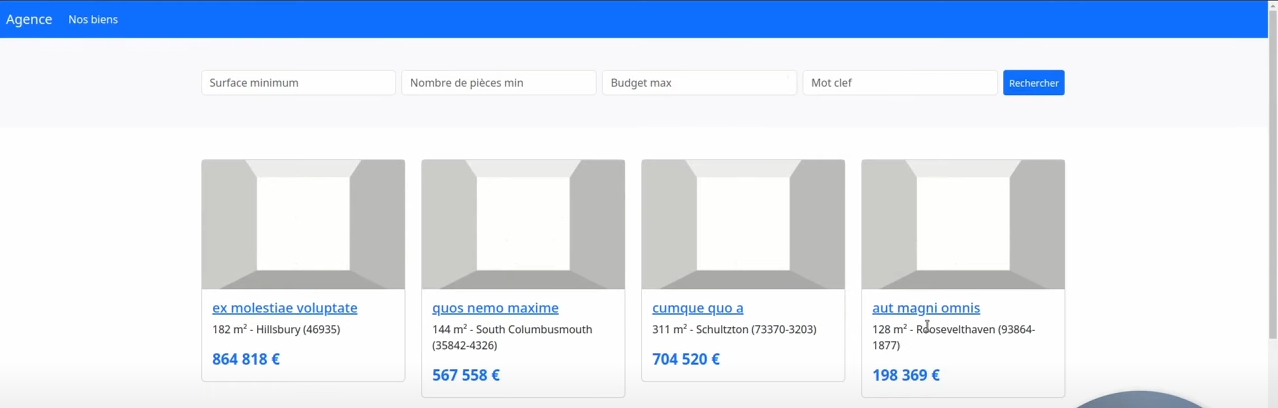 Agence Nos biens
Surface minimum Nombre de pièces min Budget max Mot clef Rechercher
ex molestiae voluptate
182 m² - Hillsbury (46935)
864 818 €
quos nemo maxime
144 m² - South Columbusmouth
(35842-4326)
567 558 €
cumque quo a
311 m² - Schultzton (73370-3203)
704 520 €
aut magni omnis
128 m² - Roosevelthaven (93864-
1877)
198 369 €